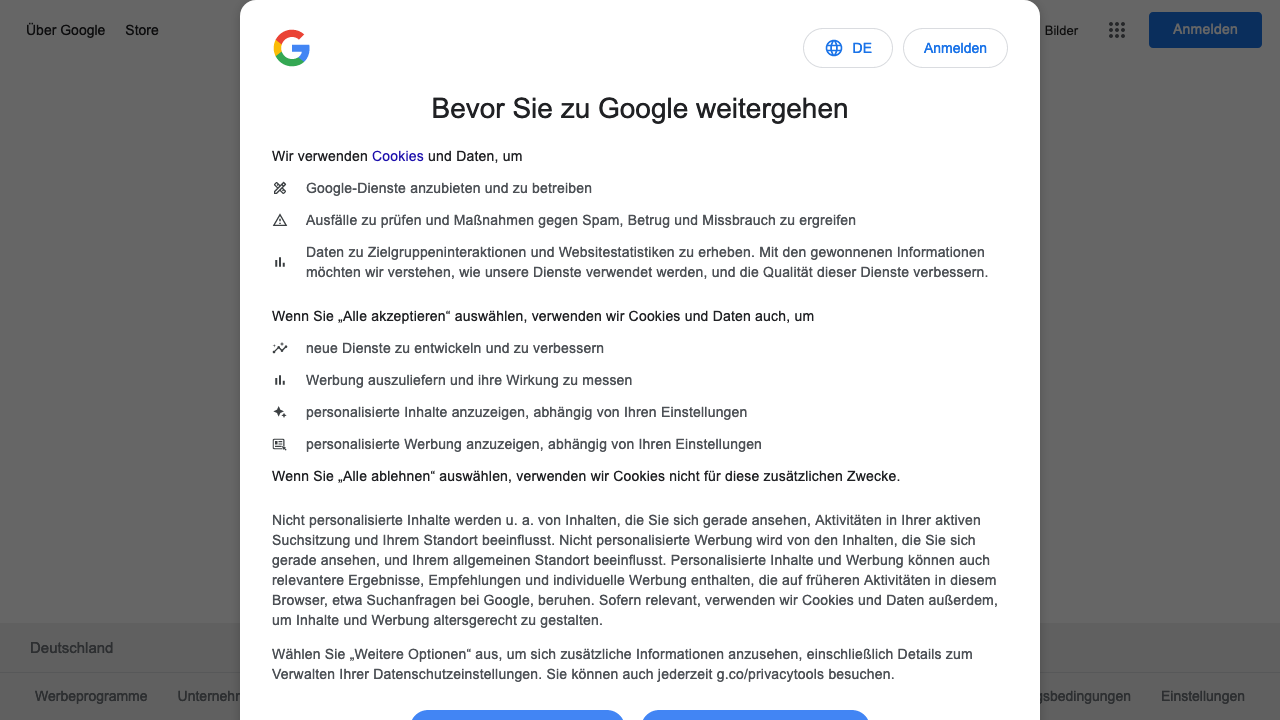 Über Google Store Bilder Anmelden
DE Anmelden
Bevor Sie zu Google weitergehen
Wir verwenden Cookies und Daten, um
Google-Dienste anzubieten und zu betreiben
Ausfälle zu prüfen und Maßnahmen gegen Spam, Betrug und Missbrauch zu ergreifen
Daten zu Zielgruppeninteraktionen und Websitestatistiken zu erheben. Mit den gewonnenen Informationen
möchten wir verstehen, wie unsere Dienste verwendet werden, und die Qualität dieser Dienste verbessern.
Wenn Sie „Alle akzeptieren“ auswählen, verwenden wir Cookies und Daten auch, um
neue Dienste zu entwickeln und zu verbessern
Werbung auszuliefern und ihre Wirkung zu messen
personalisierte Inhalte anzuzeigen, abhängig von Ihren Einstellungen
personalisierte Werbung anzuzeigen, abhängig von Ihren Einstellungen
Wenn Sie „Alle ablehnen“ auswählen, verwenden wir Cookies nicht für diese zusätzlichen Zwecke.
Nicht personalisierte Inhalte werden u. a. von Inhalten, die Sie sich gerade ansehen, Aktivitäten in Ihrer aktiven
Suchsitzung und Ihrem Standort beeinflusst. Nicht personalisierte Werbung wird von den Inhalten, die Sie sich
gerade ansehen, und Ihrem allgemeinen Standort beeinflusst. Personalisierte Inhalte und Werbung können auch
relevantere Ergebnisse, Empfehlungen und individuelle Werbung enthalten, die auf früheren Aktivitäten in diesem
Browser, etwa Suchanfragen bei Google, beruhen. Sofern relevant, verwenden wir Cookies und Daten außerdem,
um Inhalte und Werbung altersgerecht zu gestalten.
Deutschland
Wählen Sie „Weitere Optionen“ aus, um sich zusätzliche Informationen anzusehen, einschließlich Details zum
Verwalten Ihrer Datenschutzeinstellungen. Sie können auch jederzeit g.co/privacytools besuchen.
Werbeprogramme Unternehr gsbedingungen Einstellungen